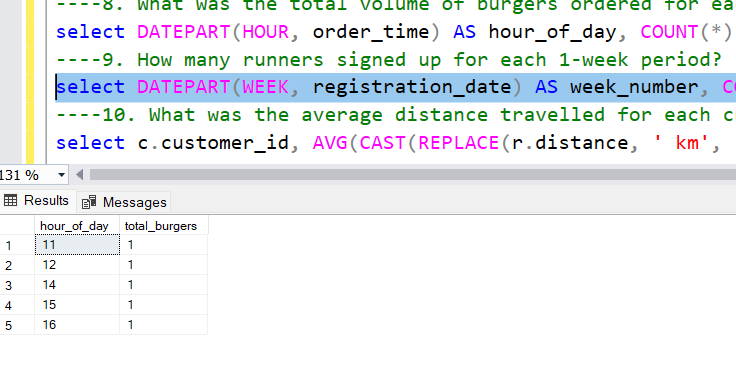 ----8. What was the total volume of burgers ordered for
select DATEPART(HOUR, order_time) AS hour_of_day, COUNT(*)
----9. How many runners signed up for each 1-week period?
select DATEPART(WEEK, registration_date) AS week_number,
----10. What was the average distance travelled for each
select c.customer_id, AVG(CAST(REPLACE(r.distance, ' km',
131 %
Results Messages
hour_of_day total_burgers
1 11 1
2 12 1
3 14 1
4 15 1
5 16 1